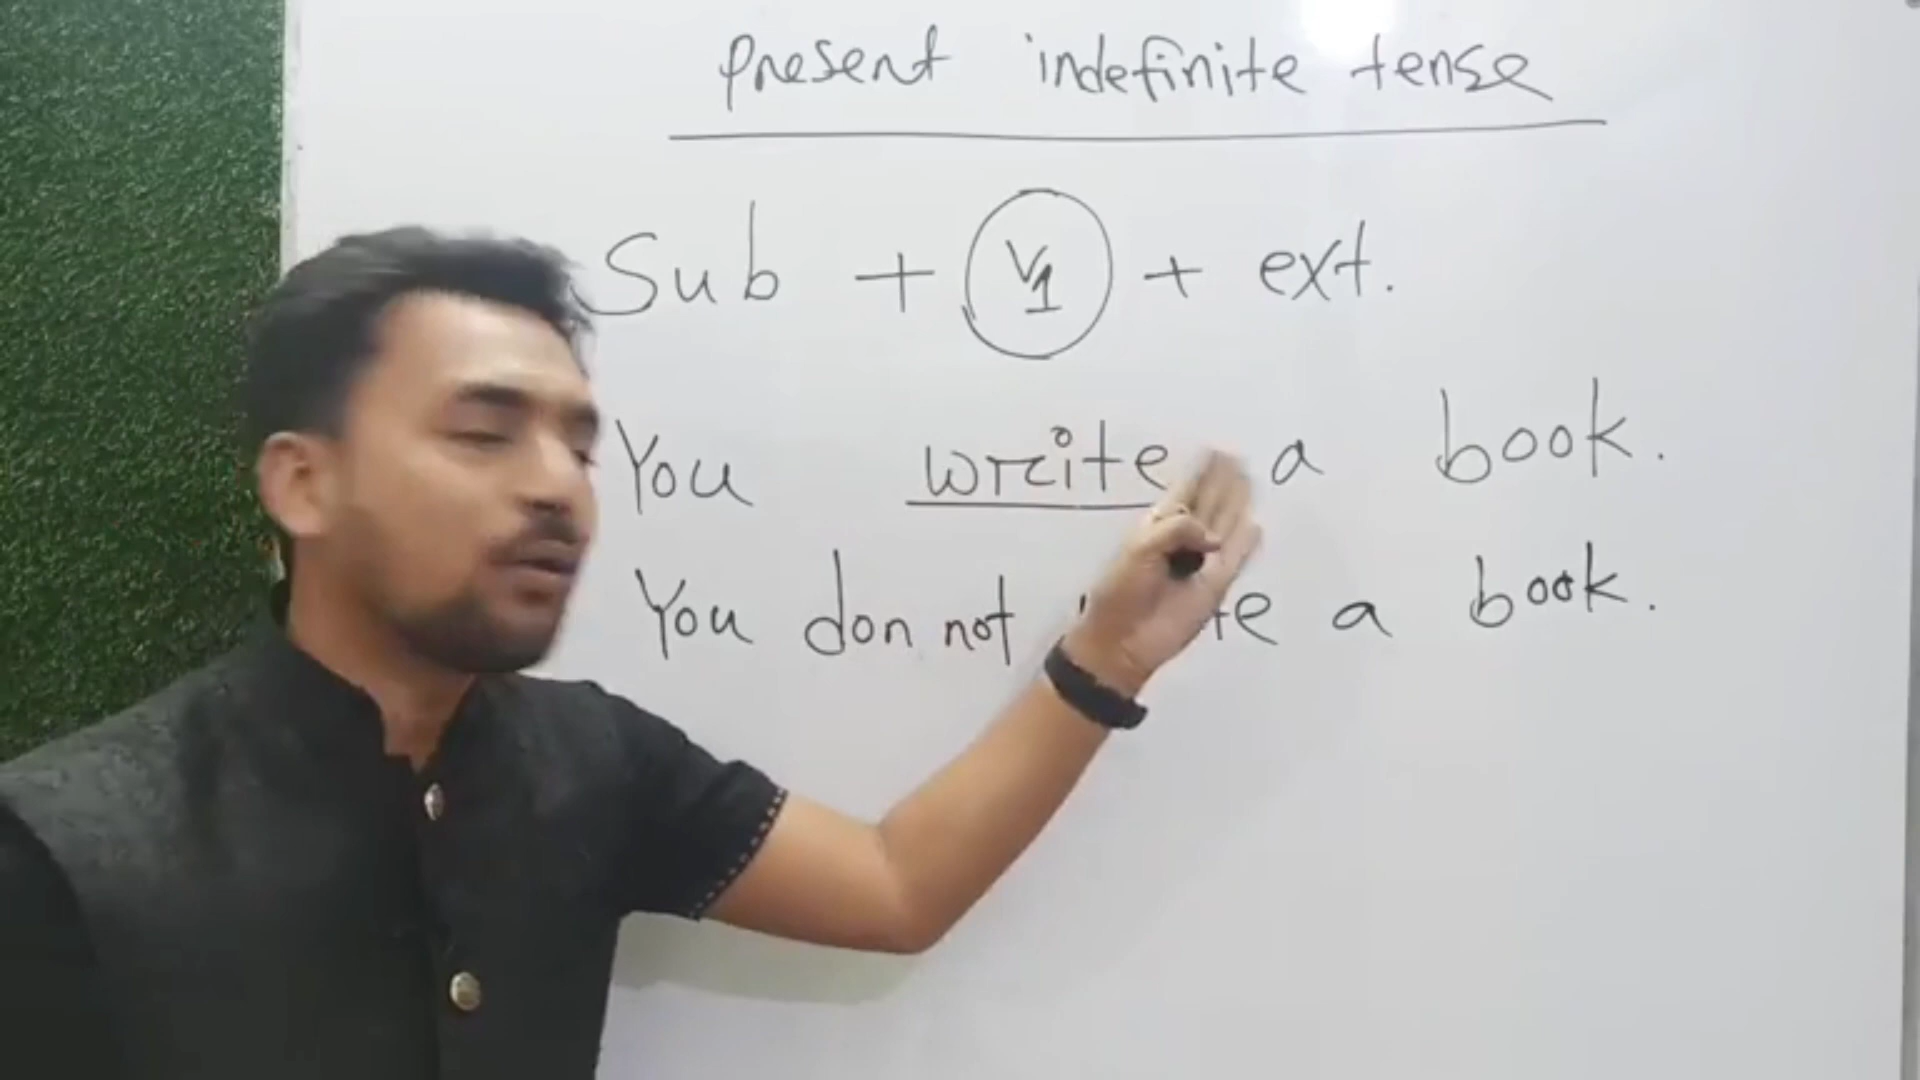 present indefinite tense
Sub + V1 + ext.
You write a book.
You don not a book.